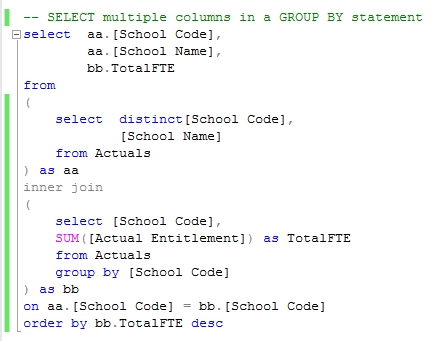 -- SELECT multiple columns in a GROUP BY statement
select  aa.[School Code],
        aa.[School Name],
        bb.TotalFTE
from
(
    select  distinct[School Code],
            [School Name]
    from Actuals
) as aa
inner join
(
    select [School Code],
    SUM([Actual Entitlement]) as TotalFTE
    from Actuals
    group by [School Code]
) as bb
on aa.[School Code] = bb.[School Code]
order by bb.TotalFTE desc